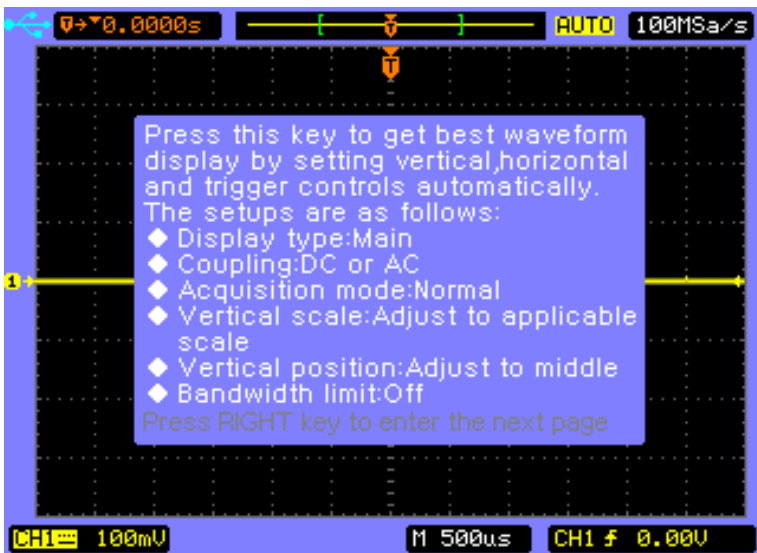 0.0000s AUTO 100MSa/s
T
Press this key to get best waveform
display by setting vertical,horizontal
and trigger controls automatically.
The setups are as follows:
◆ Display type:Main
◆ Coupling:DC or AC
◆ Acquisition mode:Normal
◆ Vertical scale:Adjust to applicable
scale
◆ Vertical position:Adjust to middle
◆ Bandwidth limit:Off
Press RIGHT key to enter the next page
1
CH1 100mV M 500us CH1 0.00V